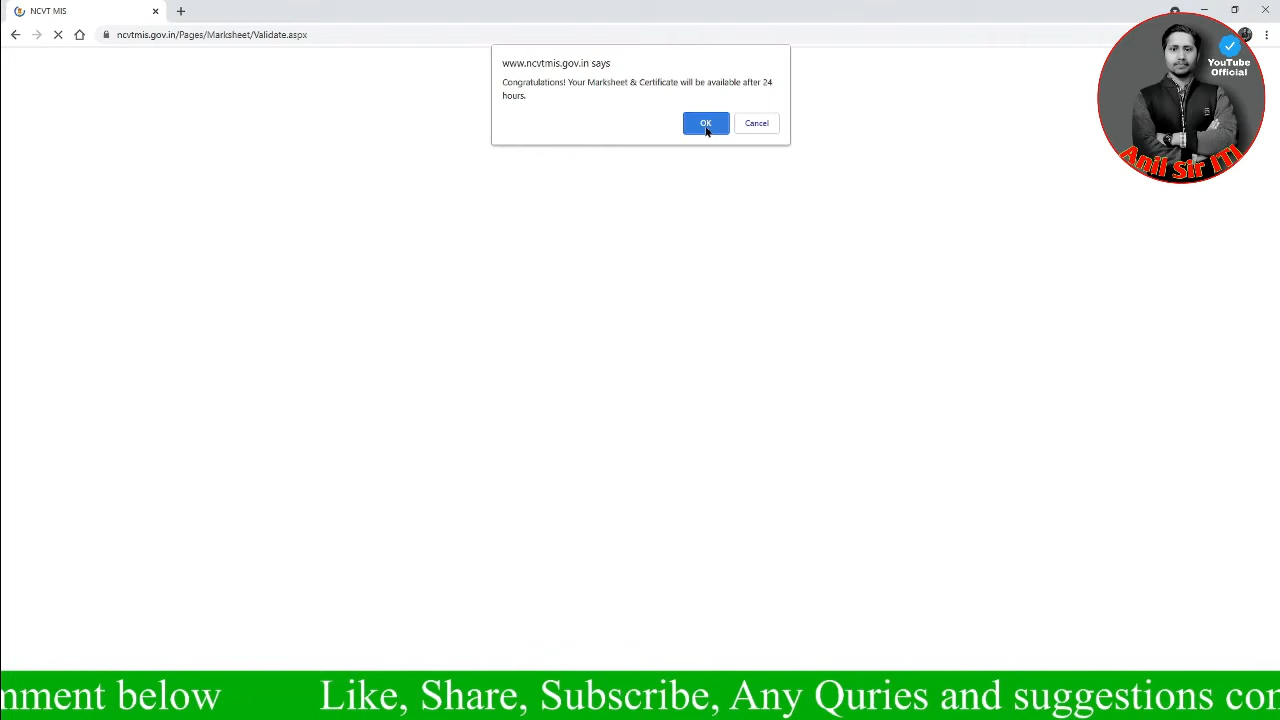 NCVT MIS
ncvtmis.gov.in/Pages/Marksheet/Validate.aspx
www.ncvtmis.gov.in says
Congratulations! Your Marksheet & Certificate will be available after 24
hours.
OK
Cancel
YouTube
Official
Anil Sir ITI
mment below Like, Share, Subscribe, Any Quries and suggestions con